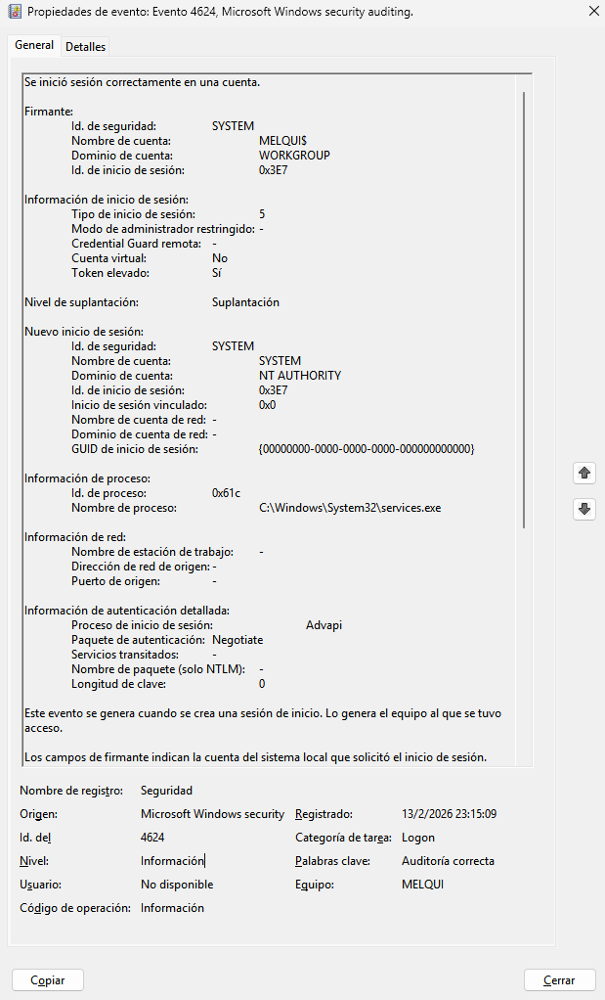 Propiedades de evento: Evento 4624, Microsoft Windows security auditing.
General Detalles
Se inició sesión correctamente en una cuenta.
Firmante:
Id. de seguridad: SYSTEM
Nombre de cuenta: MELQUI$
Dominio de cuenta: WORKGROUP
Id. de inicio de sesión: 0x3E7
Información de inicio de sesión:
Tipo de inicio de sesión: 5
Modo de administrador restringido: -
Credential Guard remota: -
Cuenta virtual: No
Token elevado: Sí
Nivel de suplantación: Suplantación
Nuevo inicio de sesión:
Id. de seguridad: SYSTEM
Nombre de cuenta: SYSTEM
Dominio de cuenta: NT AUTHORITY
Id. de inicio de sesión: 0x3E7
Inicio de sesión vinculado: 0x0
Nombre de cuenta de red: -
Dominio de cuenta de red: -
GUID de inicio de sesión: {00000000-0000-0000-0000-000000000000}
Información de proceso:
Id. de proceso: 0x61c
Nombre de proceso: C:\Windows\System32\services.exe
Información de red:
Nombre de estación de trabajo: -
Dirección de red de origen: -
Puerto de origen: -
Información de autenticación detallada:
Proceso de inicio de sesión: Advapi
Paquete de autenticación: Negotiate
Servicios transitados: -
Nombre de paquete (solo NTLM): -
Longitud de clave: 0
Este evento se genera cuando se crea una sesión de inicio. Lo genera el equipo al que se tuvo
acceso.
Los campos de firmante indican la cuenta del sistema local que solicitó el inicio de sesión.
Nombre de registro: Seguridad
Origen: Microsoft Windows security Registrado: 13/2/2026 23:15:09
Id. del 4624 Categoría de tarea: Logon
Nivel: Información Palabras clave: Auditoría correcta
Usuario: No disponible Equipo: MELQUI
Código de operación: Información
Copiar Cerrar